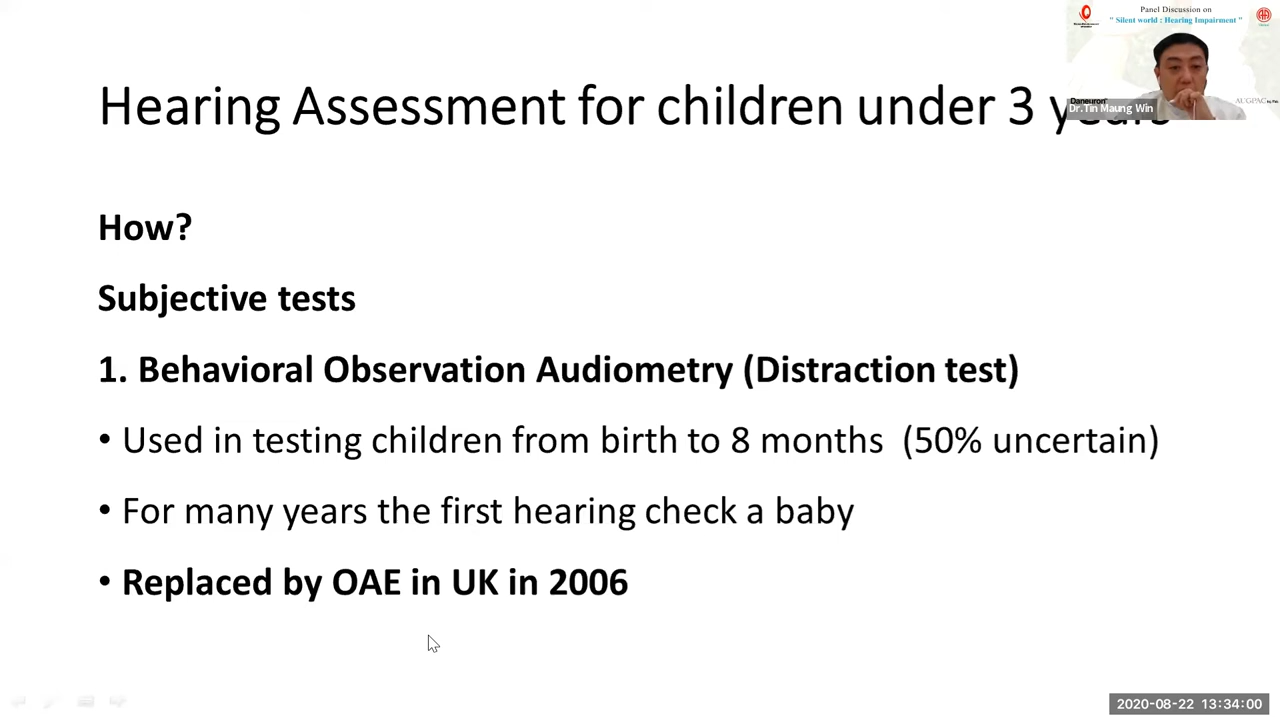 Panel Discussion on
" Silent world : Hearing Impairment "
Daneuron
Dr.Tin Maung Win
AUGPAC
Hearing Assessment for children under 3 years
How?
Subjective tests
1. Behavioral Observation Audiometry (Distraction test)
• Used in testing children from birth to 8 months (50% uncertain)
• For many years the first hearing check a baby
• Replaced by OAE in UK in 2006
2020-08-22 13:34:00